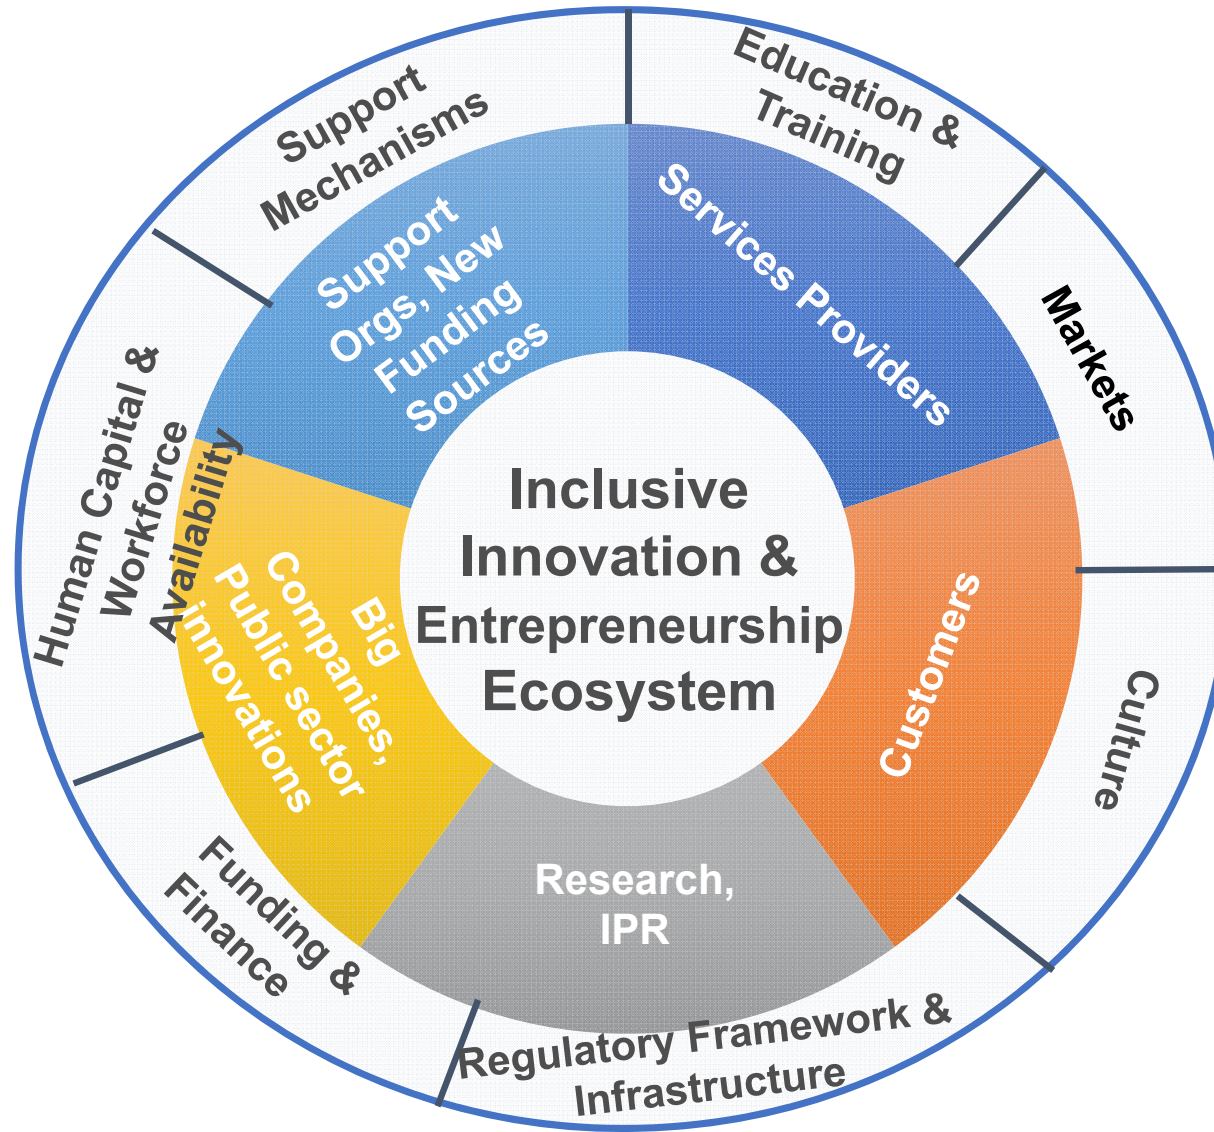 Support
Mechanisms
Education &
Training
Markets
Culture
Regulatory Framework &
Infrastructure
Funding &
Finance
Human Capital &
Workforce
Availability
Support
Orgs, New
Funding
Sources
Services Providers
Customers
Research,
IPR
Big
Companies,
Public sector
innovations
Inclusive
Innovation &
Entrepreneurship
Ecosystem